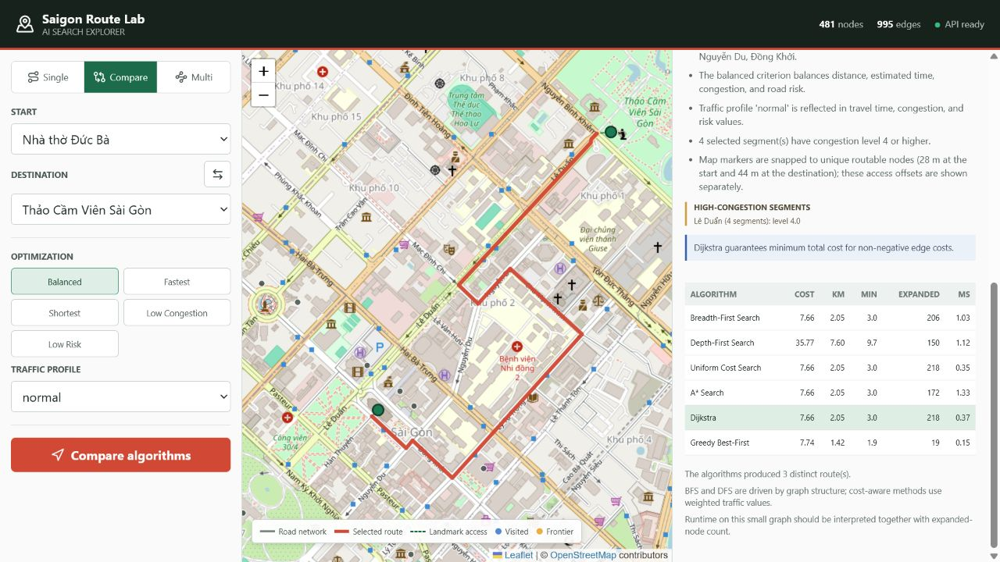 Saigon Route Lab
AI SEARCH EXPLORER
481 nodes 995 edges API ready
Single Compare Multi
START
Nhà thờ Đức Bà
DESTINATION
Thảo Cầm Viên Sài Gòn
OPTIMIZATION
Balanced Fastest
Shortest Low Congestion
Low Risk
TRAFFIC PROFILE
normal
Compare algorithms
+
−
Khu phố 8
Khu phố 14
Trung tâm
Thể dục
Thể thao
Hoa Lư
Phạm Khắc
Nguyễn Bỉnh Khiêm
Thảo Cầm
Viên Sài
Gòn
Đinh Tiên Hoàng
Khu phố 15
Mạc Đĩnh Chi
Lê Duẩn
Khu phố 10
Khu phố 1
Phùng Khắc Khoan
Trần Cao Vân
Mạc Đĩnh Chi
Đại chủng
viện thánh
Giuse
Hai Bà Trưng
Tôn Đức Thắng
Khu phố 2
Lê Duẩn
Lê Văn Hưu
Hai Bà Trưng
Nguyễn Du
Bệnh viện
Nhi đồng
2
Pasteur
Lê Duẩn
Sài Gòn
Lê Thánh Tôn
Công viên
30/4
Hàn Thuyên
Khu phố 4
Thi Sách
Cao Bá Quát
Nguyễn Siêu
Nam Kỳ Khởi
Nguyễn Du
Pasteur
Thi Sách
Road network Selected route Landmark access Visited Frontier
Leaflet | © OpenStreetMap contributors
Nguyễn Du, Đồng Khởi.
• The balanced criterion balances distance, estimated time,
congestion, and road risk.
• Traffic profile 'normal' is reflected in travel time, congestion, and
risk values.
• 4 selected segment(s) have congestion level 4 or higher.
• Map markers are snapped to unique routable nodes (28 m at the
start and 44 m at the destination); these access offsets are shown
separately.
HIGH-CONGESTION SEGMENTS
Lê Duẩn (4 segments): level 4.0
Dijkstra guarantees minimum total cost for non-negative edge costs.
ALGORITHM COST KM MIN EXPANDED MS
Breadth-First Search 7.66 2.05 3.0 206 1.03
Depth-First Search 35.77 7.60 9.7 150 1.12
Uniform Cost Search 7.66 2.05 3.0 218 0.35
A* Search 7.66 2.05 3.0 172 1.33
Dijkstra 7.66 2.05 3.0 218 0.37
Greedy Best-First 7.74 1.42 1.9 19 0.15
The algorithms produced 3 distinct route(s).
BFS and DFS are driven by graph structure; cost-aware methods use
weighted traffic values.
Runtime on this small graph should be interpreted together with expanded-
node count.